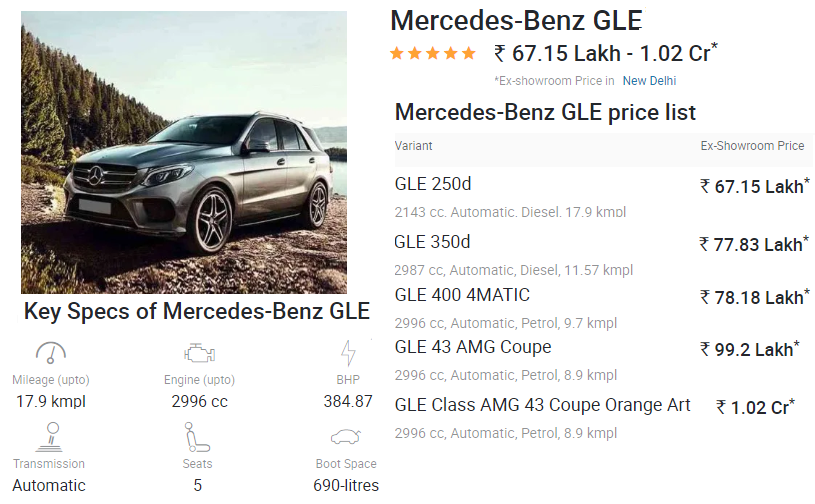 Mercedes-Benz GLE
₹ 67.15 Lakh - 1.02 Cr*
*Ex-showroom Price in New Delhi
Mercedes-Benz GLE price list
Variant Ex-Showroom Price
GLE 250d ₹ 67.15 Lakh*
2143 cc. Automatic. Diesel. 17.9 kmpl
GLE 350d ₹ 77.83 Lakh*
2987 cc, Automatic, Diesel, 11.57 kmpl
GLE 400 4MATIC ₹ 78.18 Lakh*
2996 cc, Automatic, Petrol, 9.7 kmpl
GLE 43 AMG Coupe ₹ 99.2 Lakh*
2996 cc, Automatic, Petrol, 8.9 kmpl
GLE Class AMG 43 Coupe Orange Art ₹ 1.02 Cr*
2996 cc, Automatic, Petrol, 8.9 kmpl
Key Specs of Mercedes-Benz GLE
Mileage (upto) Engine (upto) BHP
17.9 kmpl 2996 cc 384.87
Transmission Seats Boot Space
Automatic 5 690-litres